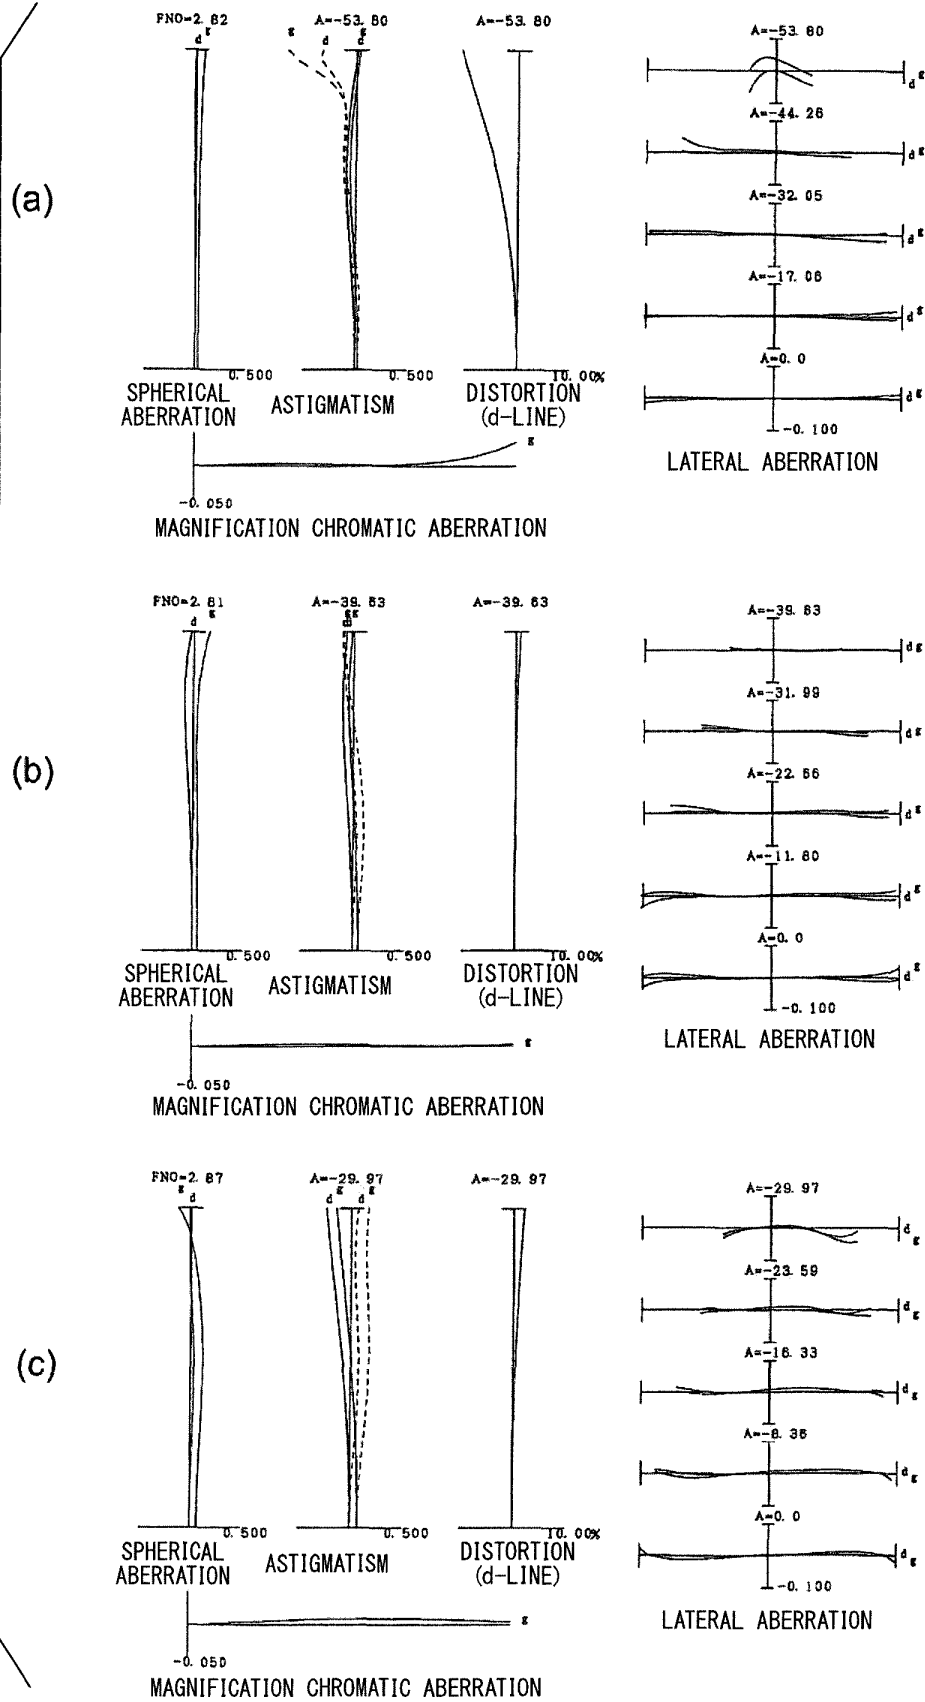 (a)
FNO=2.82
g
d
A=-53.80
g
d
g
d
A=-53.80
0.500
SPHERICAL
ABERRATION
0.500
ASTIGMATISM
10.00%
DISTORTION
(d-LINE)
g
-0.050
MAGNIFICATION CHROMATIC ABERRATION
A=-53.80
g
d
A=-44.26
d g
A=-32.05
d g
A=-17.06
d g
A=0.0
d g
-0.100
LATERAL ABERRATION
(b)
FNO=2.81
d
g
A=-39.63
A=-39.63
0.500
SPHERICAL
ABERRATION
0.500
ASTIGMATISM
10.00%
DISTORTION
(d-LINE)
g
-0.050
MAGNIFICATION CHROMATIC ABERRATION
A=-39.63
d g
A=-31.99
d g
A=-22.66
d g
A=-11.80
d g
A=0.0
d g
-0.100
LATERAL ABERRATION
(c)
FNO=2.87
g
d
A=-29.97
d g
d g
A=-29.97
0.500
SPHERICAL
ABERRATION
0.500
ASTIGMATISM
10.00%
DISTORTION
(d-LINE)
g
-0.050
MAGNIFICATION CHROMATIC ABERRATION
A=-29.97
d g
A=-23.59
d g
A=-16.33
d g
A=-8.36
d g
A=0.0
d g
-0.100
LATERAL ABERRATION